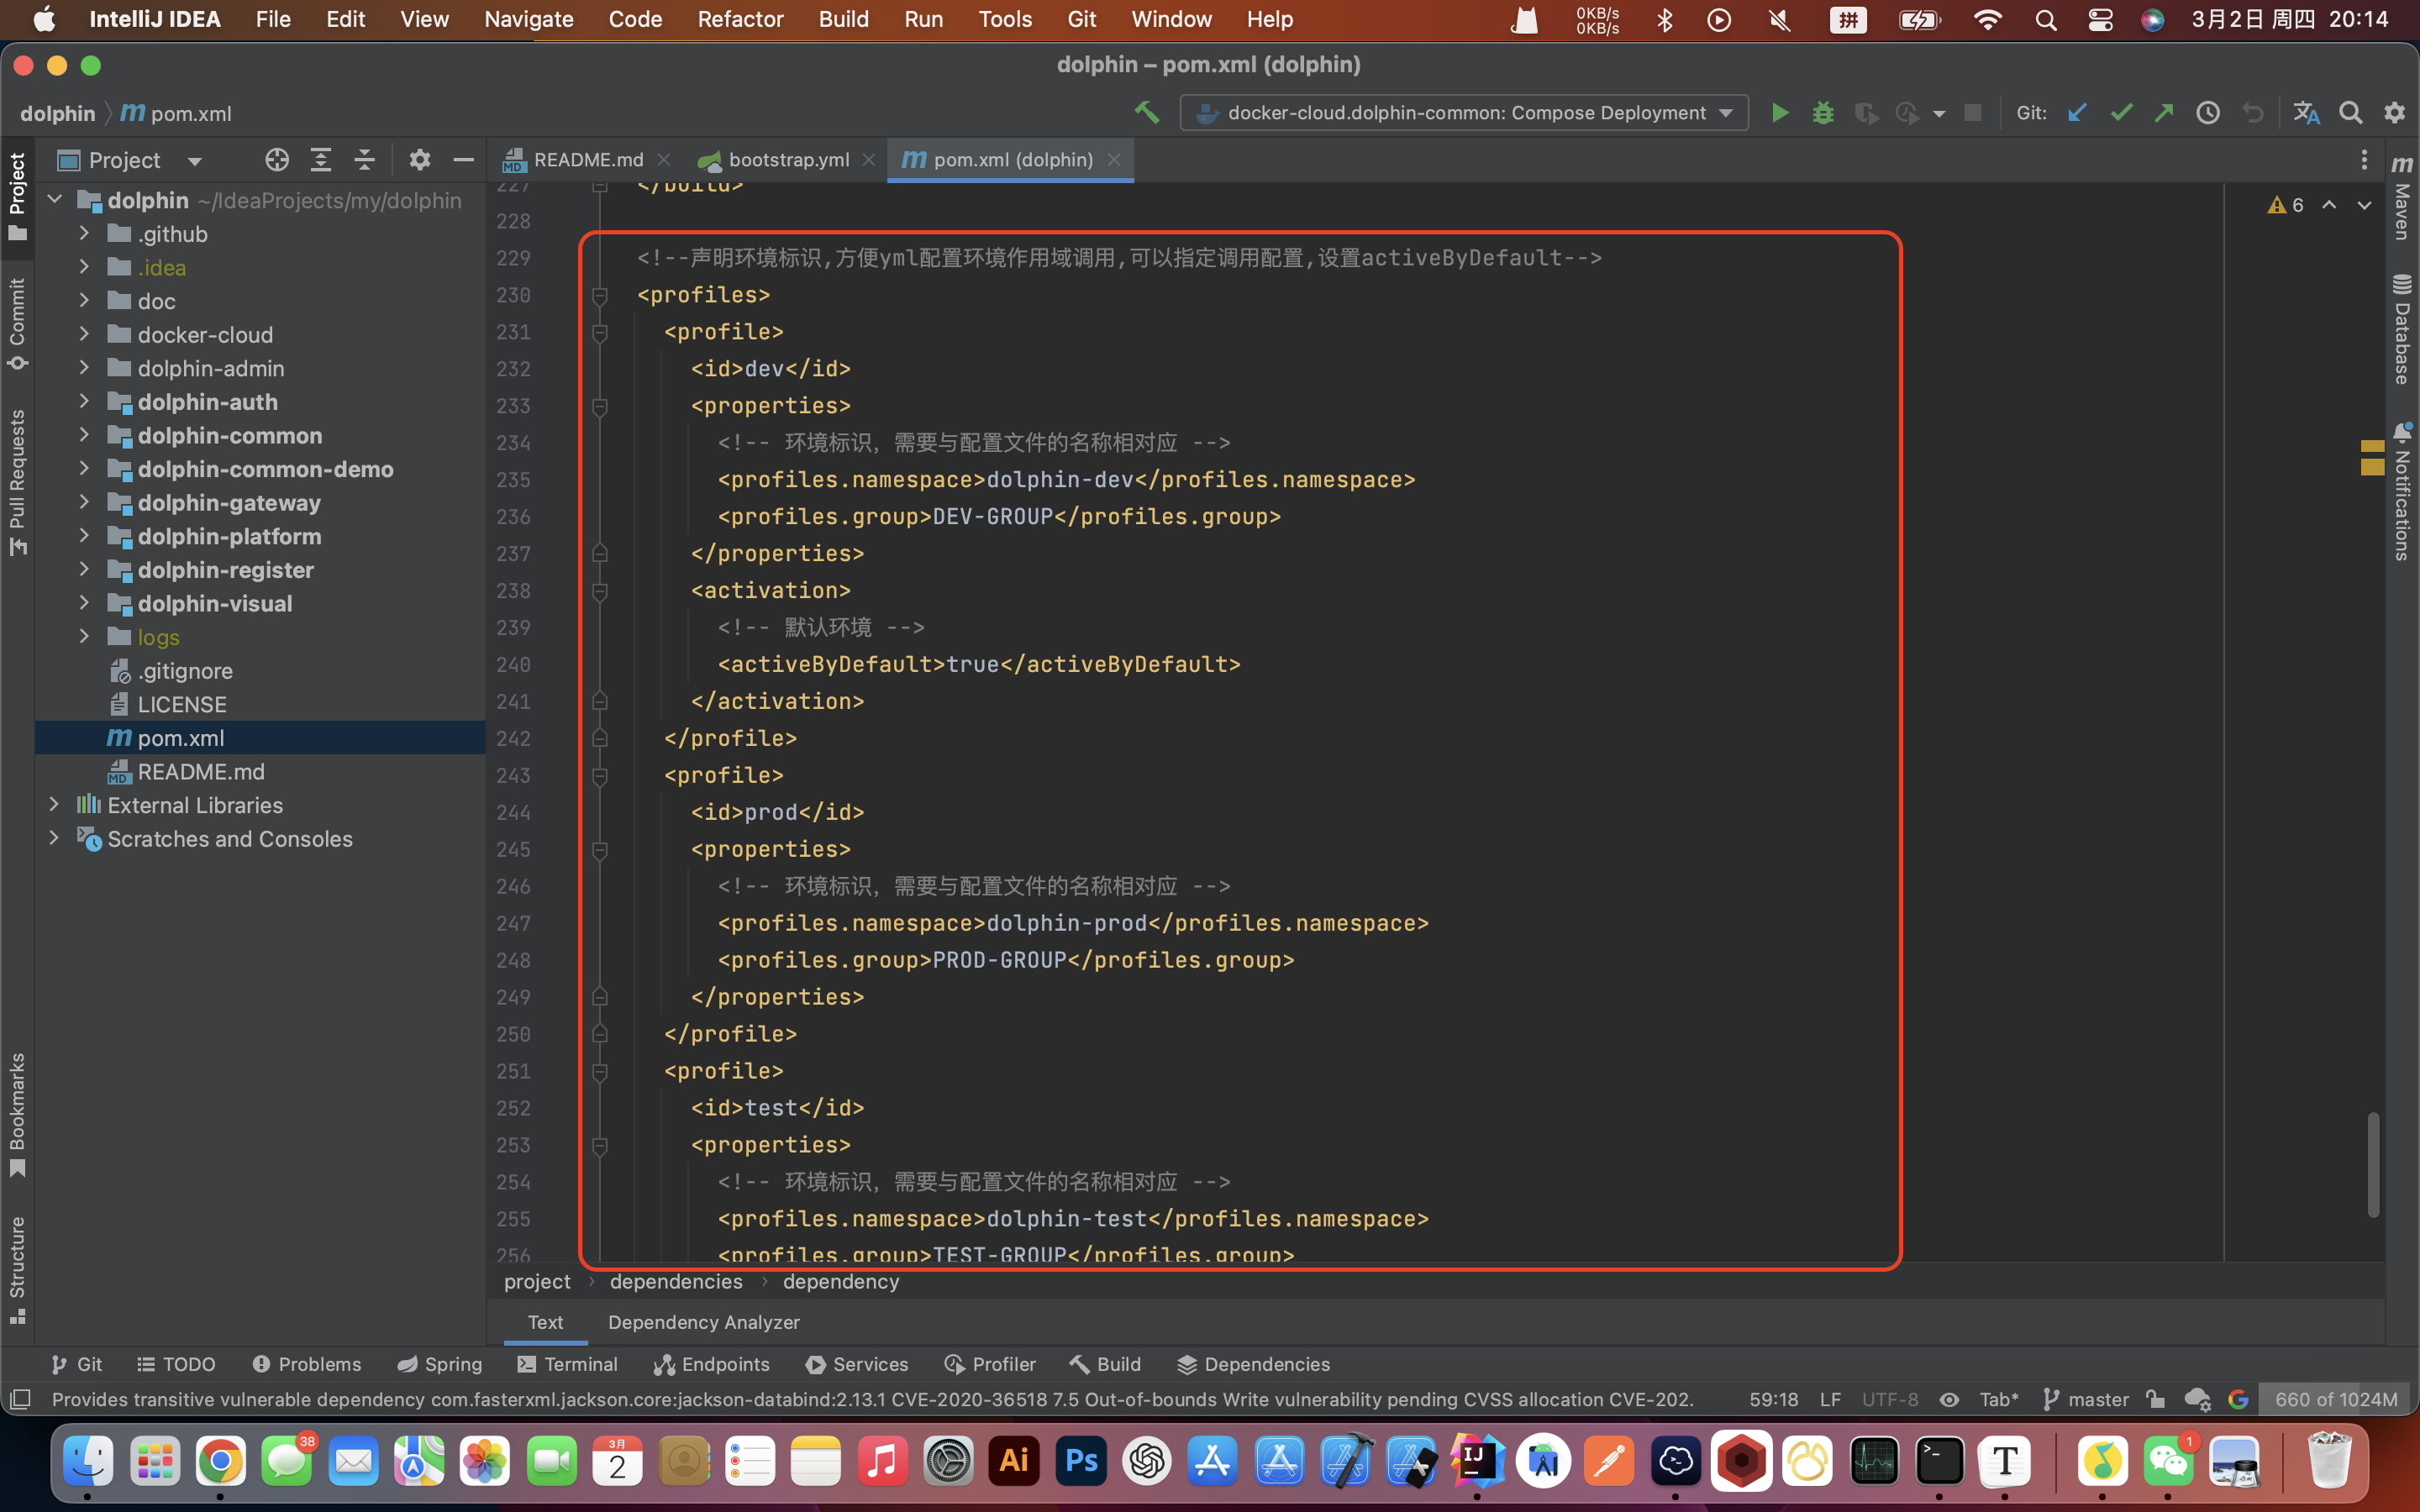 IntelliJ IDEA File Edit View Navigate Code Refactor Build Run Tools Git Window Help 0KB/s 0KB/s 拼 3月2日 周四 20:14
dolphin – pom.xml (dolphin)
dolphin pom.xml docker-cloud.dolphin-common: Compose Deployment Git:
Project README.md bootstrap.yml pom.xml (dolphin)
Project
Commit
Pull Requests
Bookmarks
Structure
dolphin ~/IdeaProjects/my/dolphin
.github
.idea
doc
docker-cloud
dolphin-admin
dolphin-auth
dolphin-common
dolphin-common-demo
dolphin-gateway
dolphin-platform
dolphin-register
dolphin-visual
logs
.gitignore
LICENSE
pom.xml
README.md
External Libraries
Scratches and Consoles
227 </build>
228
229 <!--声明环境标识,方便yml配置环境作用域调用,可以指定调用配置,设置activeByDefault-->
230 <profiles>
231 <profile>
232 <id>dev</id>
233 <properties>
234 <!-- 环境标识，需要与配置文件的名称相对应 -->
235 <profiles.namespace>dolphin-dev</profiles.namespace>
236 <profiles.group>DEV-GROUP</profiles.group>
237 </properties>
238 <activation>
239 <!-- 默认环境 -->
240 <activeByDefault>true</activeByDefault>
241 </activation>
242 </profile>
243 <profile>
244 <id>prod</id>
245 <properties>
246 <!-- 环境标识，需要与配置文件的名称相对应 -->
247 <profiles.namespace>dolphin-prod</profiles.namespace>
248 <profiles.group>PROD-GROUP</profiles.group>
249 </properties>
250 </profile>
251 <profile>
252 <id>test</id>
253 <properties>
254 <!-- 环境标识，需要与配置文件的名称相对应 -->
255 <profiles.namespace>dolphin-test</profiles.namespace>
256 <profiles.group>TEST-GROUP</profiles.group>
6
Maven
Database
Notifications
project dependencies dependency
Text Dependency Analyzer
Git TODO Problems Spring Terminal Endpoints Services Profiler Build Dependencies
Provides transitive vulnerable dependency com.fasterxml.jackson.core:jackson-databind:2.13.1 CVE-2020-36518 7.5 Out-of-bounds Write vulnerability pending CVSS allocation CVE-202. 59:18 LF UTF-8 Tab* master 660 of 1024M
38 3月 2 Ai Ps IJ T 1